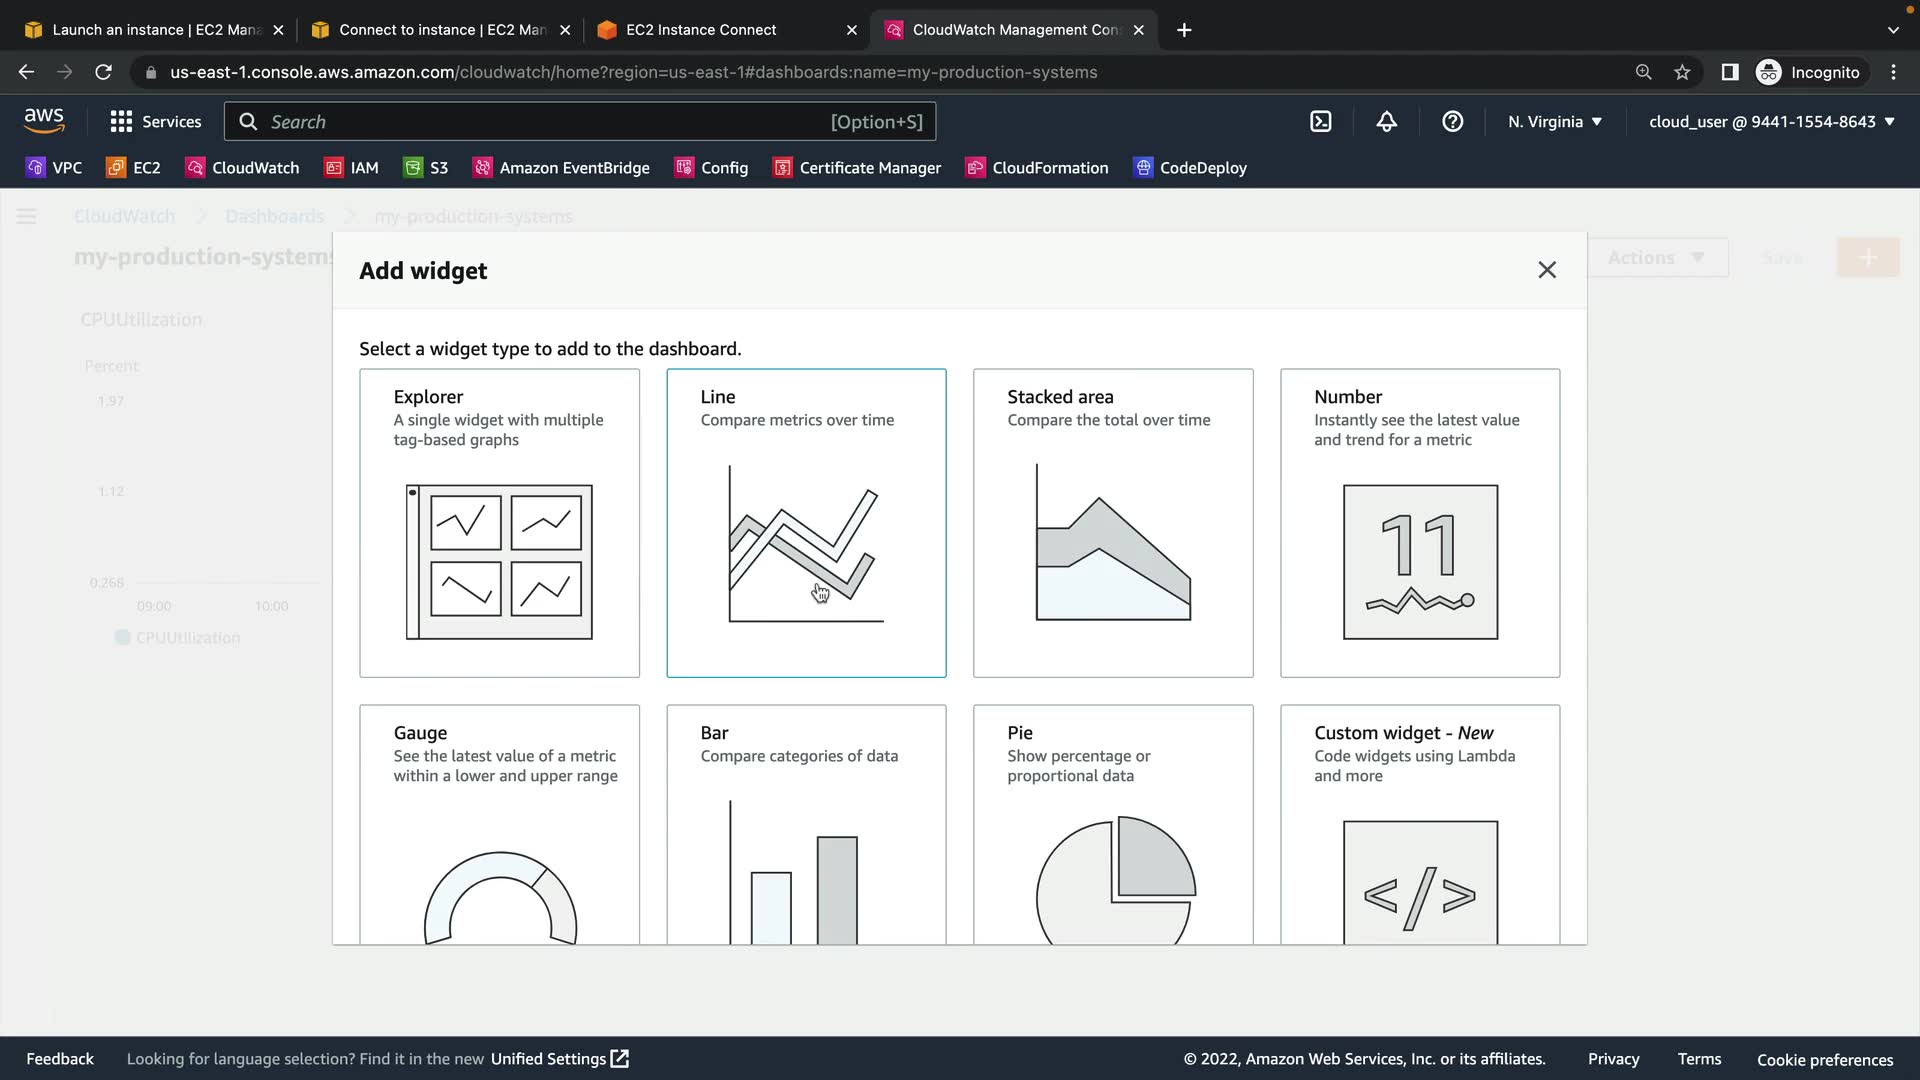 Launch an instance | EC2 Mana
Connect to instance | EC2 Man
EC2 Instance Connect
CloudWatch Management Con
us-east-1.console.aws.amazon.com/cloudwatch/home?region=us-east-1#dashboards:name=my-production-systems
Incognito
aws
Services
Search
[Option+S]
N. Virginia
cloud_user @ 9441-1554-8643
VPC
EC2
CloudWatch
IAM
S3
Amazon EventBridge
Config
Certificate Manager
CloudFormation
CodeDeploy
CloudWatch
Dashboards
my-production-systems
my-production-systems
Actions
Save
Add widget
CPUUtilization
Percent
1.97
1.12
0.268
09:00
10:00
CPUUtilization
Select a widget type to add to the dashboard.
Explorer
A single widget with multiple
tag-based graphs
Line
Compare metrics over time
Stacked area
Compare the total over time
Number
Instantly see the latest value
and trend for a metric
11
Gauge
See the latest value of a metric
within a lower and upper range
Bar
Compare categories of data
Pie
Show percentage or
proportional data
Custom widget - New
Code widgets using Lambda
and more
</>
Feedback
Looking for language selection? Find it in the new Unified Settings
© 2022, Amazon Web Services, Inc. or its affiliates.
Privacy
Terms
Cookie preferences